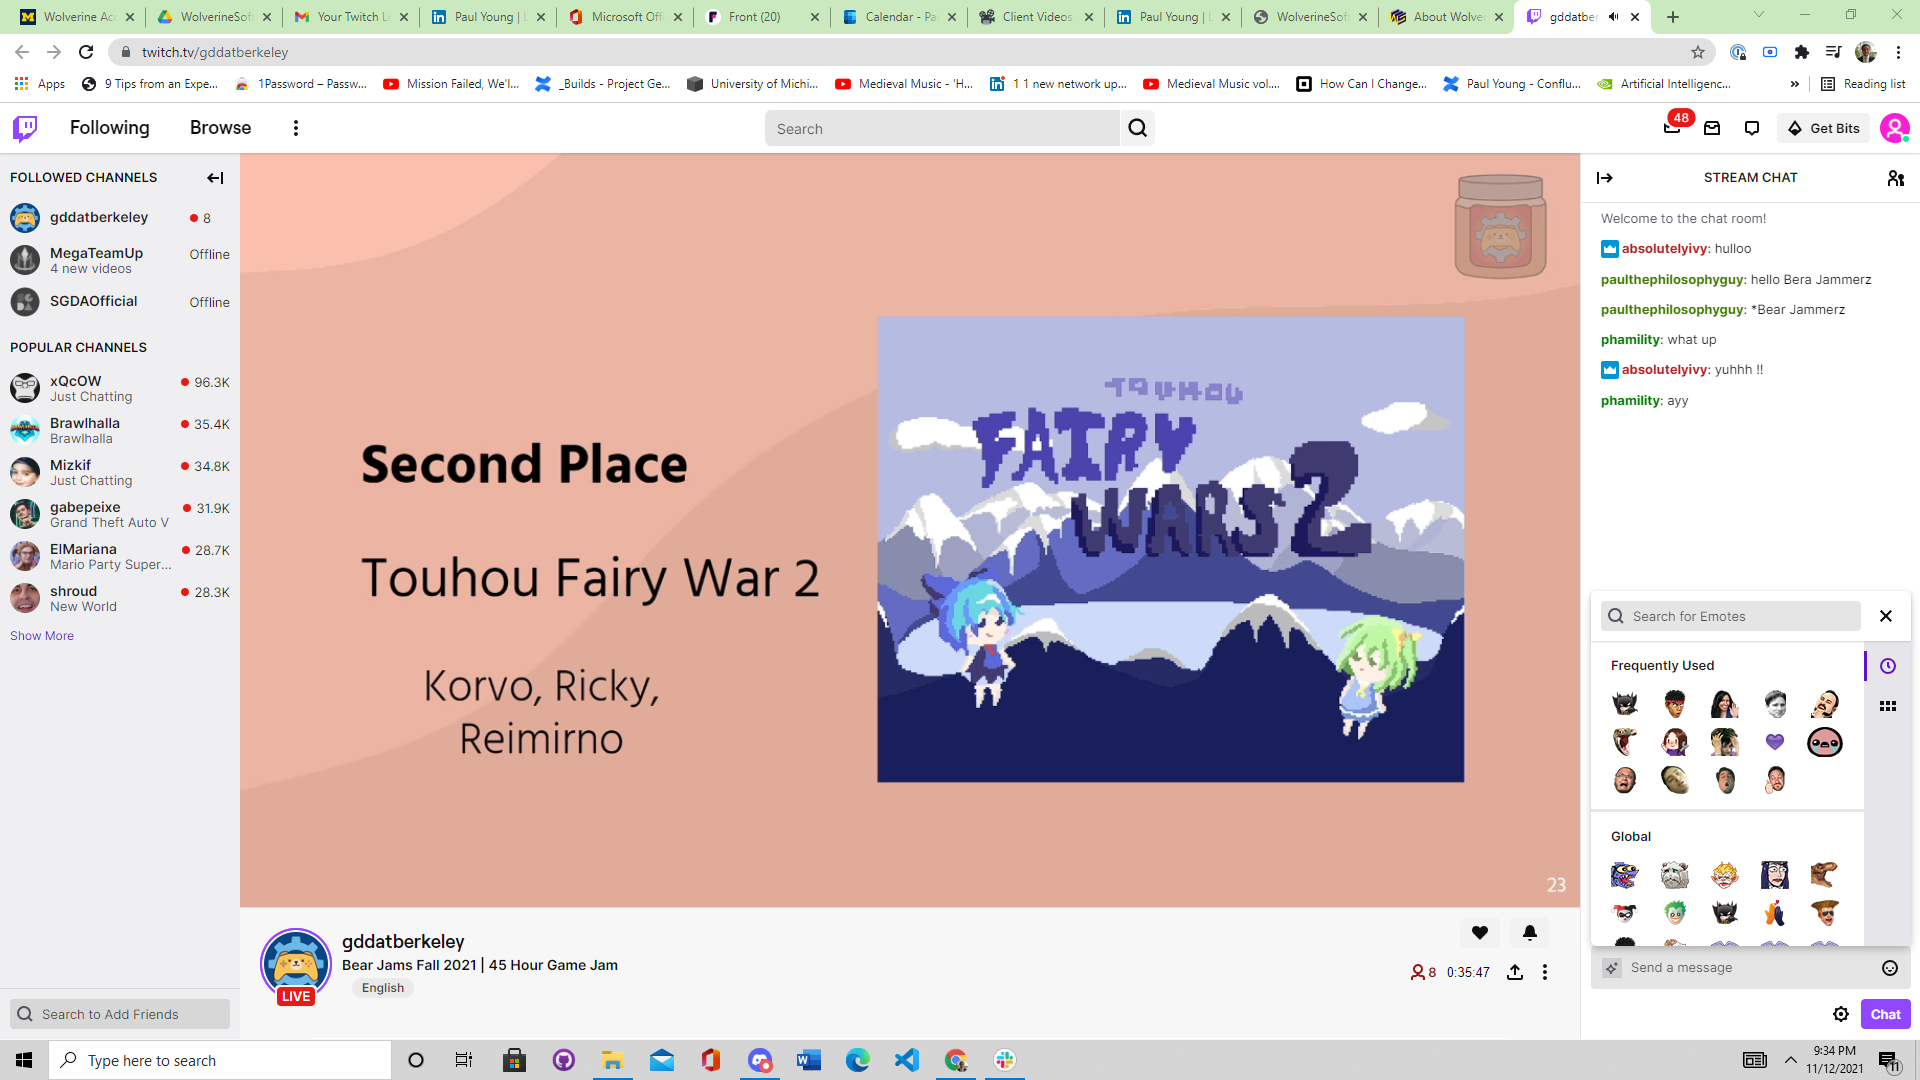 Wolverine Acc
WolverineSoft
Your Twitch L
Paul Young | L
Microsoft Offi
Front (20)
Calendar - Pa
Client Videos
Paul Young | L
WolverineSoft
About Wolver
gddatber
twitch.tv/gddatberkeley
Apps
9 Tips from an Expe...
1Password – Passw...
Mission Failed, We'l...
_Builds - Project Ge...
University of Michi...
Medieval Music - 'H...
1 1 new network up...
Medieval Music vol....
How Can I Change...
Paul Young - Conflu...
Artificial Intelligenc...
»
Reading list
Following
Browse
Search
48
Get Bits
FOLLOWED CHANNELS
gddatberkeley
8
MegaTeamUp
Offline
4 new videos
SGDAOfficial
Offline
POPULAR CHANNELS
xQcOW
96.3K
Just Chatting
Brawlhalla
35.4K
Brawlhalla
Mizkif
34.8K
Just Chatting
gabepeixe
31.9K
Grand Theft Auto V
ElMariana
28.7K
Mario Party Super...
shroud
28.3K
New World
Show More
Search to Add Friends
Second Place
Touhou Fairy War 2
Korvo, Ricky,
Reimirno
TOUHOU
FAIRY
WARS 2
23
gddatberkeley
Bear Jams Fall 2021 | 45 Hour Game Jam
English
LIVE
8
0:35:47
STREAM CHAT
Welcome to the chat room!
absolutelyivy: hulloo
paulthephilosophyguy: hello Bera Jammerz
paulthephilosophyguy: *Bear Jammerz
phamility: what up
absolutelyivy: yuhhh !!
phamility: ayy
Search for Emotes
Frequently Used
Global
Send a message
Chat
Type here to search
9:34 PM
11/12/2021
11